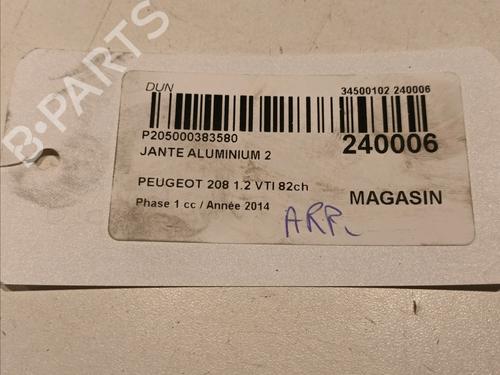 B-PARTS
DUN 34500102 240006
P205000383580
JANTE ALUMINIUM 2 240006
PEUGEOT 208 1.2 VTI 82ch
Phase 1 cc / Année 2014 MAGASIN
ARP.